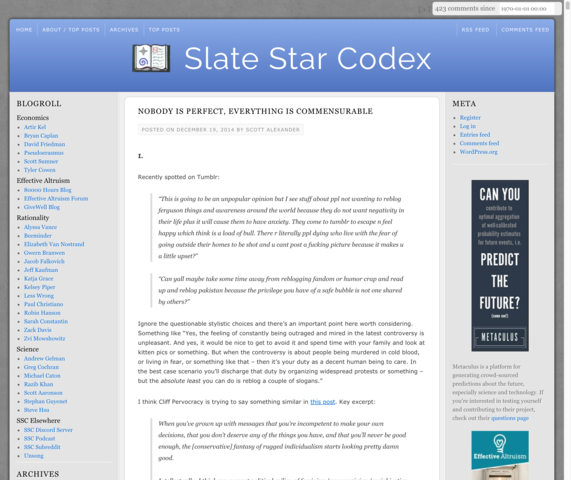 423 comments since 1970-01-01 00:00
HOME ABOUT / TOP POSTS ARCHIVES TOP POSTS RSS FEED COMMENTS FEED
Slate Star Codex
BLOGROLL
Economics
Artir Kel
Bryan Caplan
David Friedman
Pseudoerasmus
Scott Sumner
Tyler Cowen
Effective Altruism
80000 Hours Blog
Effective Altruism Forum
GiveWell Blog
Rationality
Alyssa Vance
Beeminder
Elizabeth Van Nostrand
Gwern Branwen
Jacob Falkovich
Jeff Kaufman
Katja Grace
Kelsey Piper
Less Wrong
Paul Christiano
Robin Hanson
Sarah Constantin
Zack Davis
Zvi Mowshowitz
Science
Andrew Gelman
Greg Cochran
Michael Caton
Razib Khan
Scott Aaronson
Stephan Guyenet
Steve Hsu
SSC Elsewhere
SSC Discord Server
SSC Podcast
SSC Subreddit
Unsong
ARCHIVES
NOBODY IS PERFECT, EVERYTHING IS COMMENSURABLE
POSTED ON DECEMBER 19, 2014 BY SCOTT ALEXANDER
I.
Recently spotted on Tumblr:
"This is going to be an unpopular opinion but I see stuff about ppl not wanting to reblog
ferguson things and awareness around the world because they do not want negativity in
their life plus it will cause them to have anxiety. They come to tumblr to escape n feel
happy which think is a load of bull. There r literally ppl dying who live with the fear of
going outside their homes to be shot and u cant post a fucking picture because it makes u
a little upset?"
"Can yall maybe take some time away from reblogging fandom or humor crap and read
up and reblog pakistan because the privilege you have of a safe bubble is not one shared
by others?"
Ignore the questionable stylistic choices and there's an important point here worth considering.
Something like "Yes, the feeling of constantly being outraged and mired in the latest controversy is
unpleasant. And yes, it would be nice to get to avoid it and spend time with your family and look at
kitten pics or something. But when the controversy is about people being murdered in cold blood,
or living in fear, or something like that – then it's your duty as a decent human being to care. In
the best case scenario you'll discharge that duty by organizing widespread protests or something –
but the absolute least you can do is reblog a couple of slogans."
I think Cliff Pervocracy is trying to say something similar in this post. Key excerpt:
When you've grown up with messages that you're incompetent to make your own
decisions, that you don't deserve any of the things you have, and that you'll never be good
enough, the [conservative] fantasy of rugged individualism starts looking pretty damn
good.
META
Register
Log in
Entries feed
Comments feed
WordPress.org
CAN YOU
contribute to
optimal aggregation
of well-calibrated
probability estimates
for future events, i.e.
PREDICT
THE
FUTURE?
(same too!)
METACULUS
Metaculus is a platform for
generating crowd-sourced
predictions about the future,
especially science and technology. If
you're interested in testing yourself
and contributing to their project,
check out their questions page
Effective Altruism